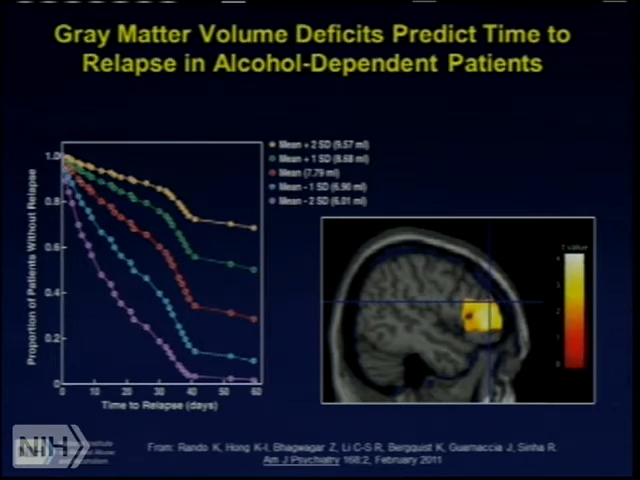 Gray Matter Volume Deficits Predict Time to
Relapse in Alcohol-Dependent Patients
Mean + 2 SD (9.57 ml)
Mean + 1 SD (8.68 ml)
Mean (7.79 ml)
Mean - 1 SD (6.90 ml)
Mean - 2 SD (6.01 ml)
Proportion of Patients Without Relapse
1.0
0.8
0.6
0.4
0.2
0
0 10 20 30 40 50 60
Time to Relapse (days)
T value
4
3
2
1
0
NIH
From: Rando K, Hong K-I, Bhagwagar Z, Li C-S R, Bergquist K, Guarnaccia J, Sinha R.
Am J Psychiatry 168:2, February 2011